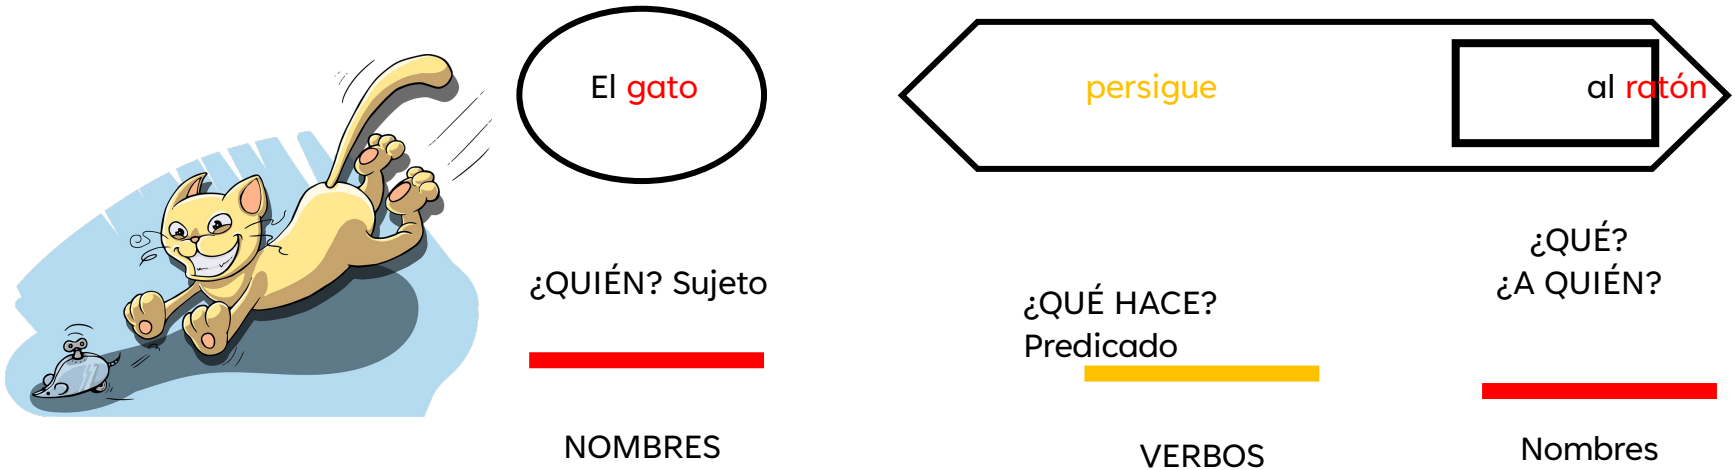 El gato
persigue
al ratón
¿QUIÉN? Sujeto
¿QUÉ HACE?
Predicado
¿QUÉ?
¿A QUIÉN?
NOMBRES
VERBOS
Nombres